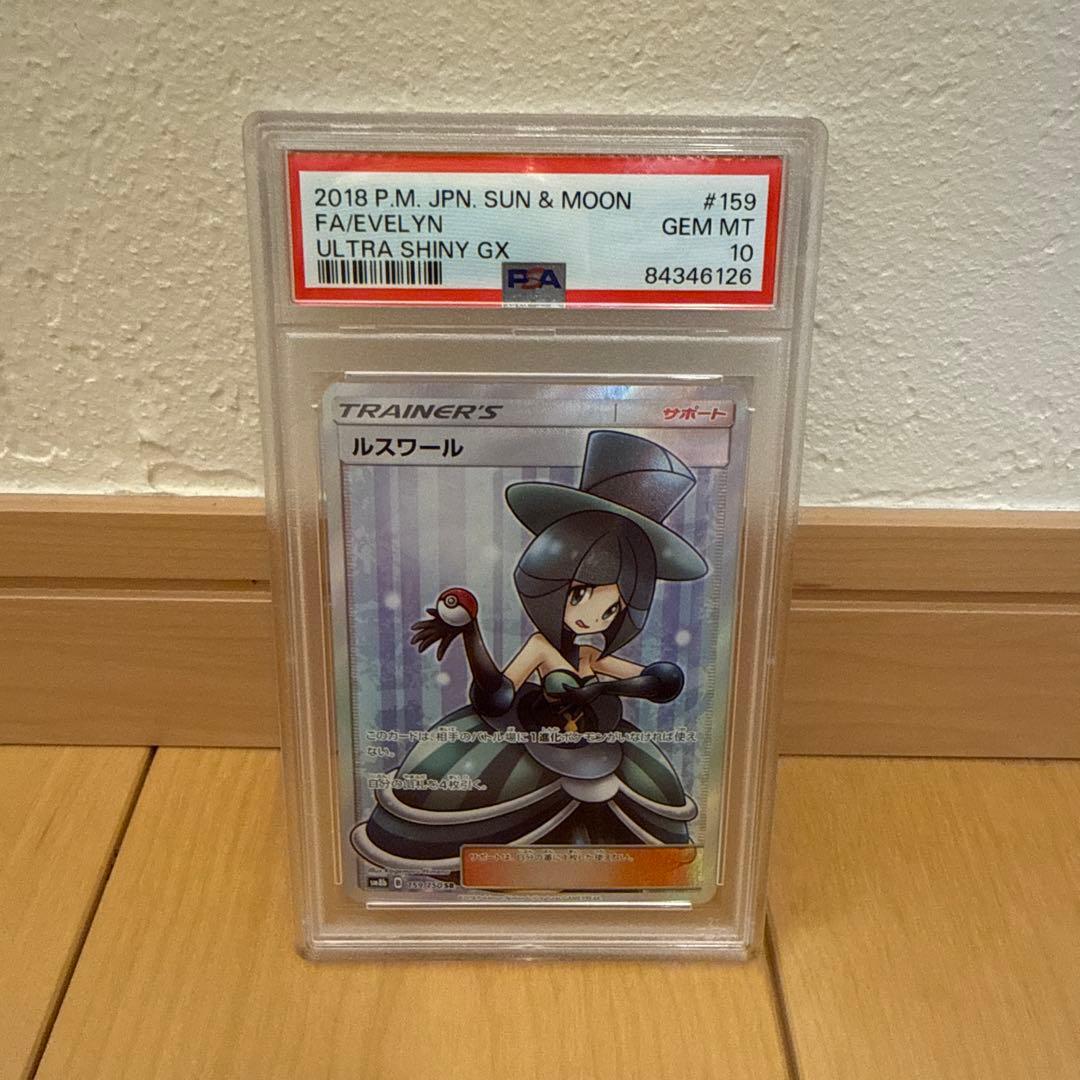 2018 P.M. JPN. SUN & MOON #159
FA/EVELYN GEM MT
ULTRA SHINY GX 10
PSA 84346126
TRAINER'S サポート
ルスワール
このカードは、相手のバトル場に1進化ポケモンがいなければ使え
ない。
自分の山札を4枚引く。
サポートは、自分の番に1枚しか使えない。
sm8b 159/150 SR